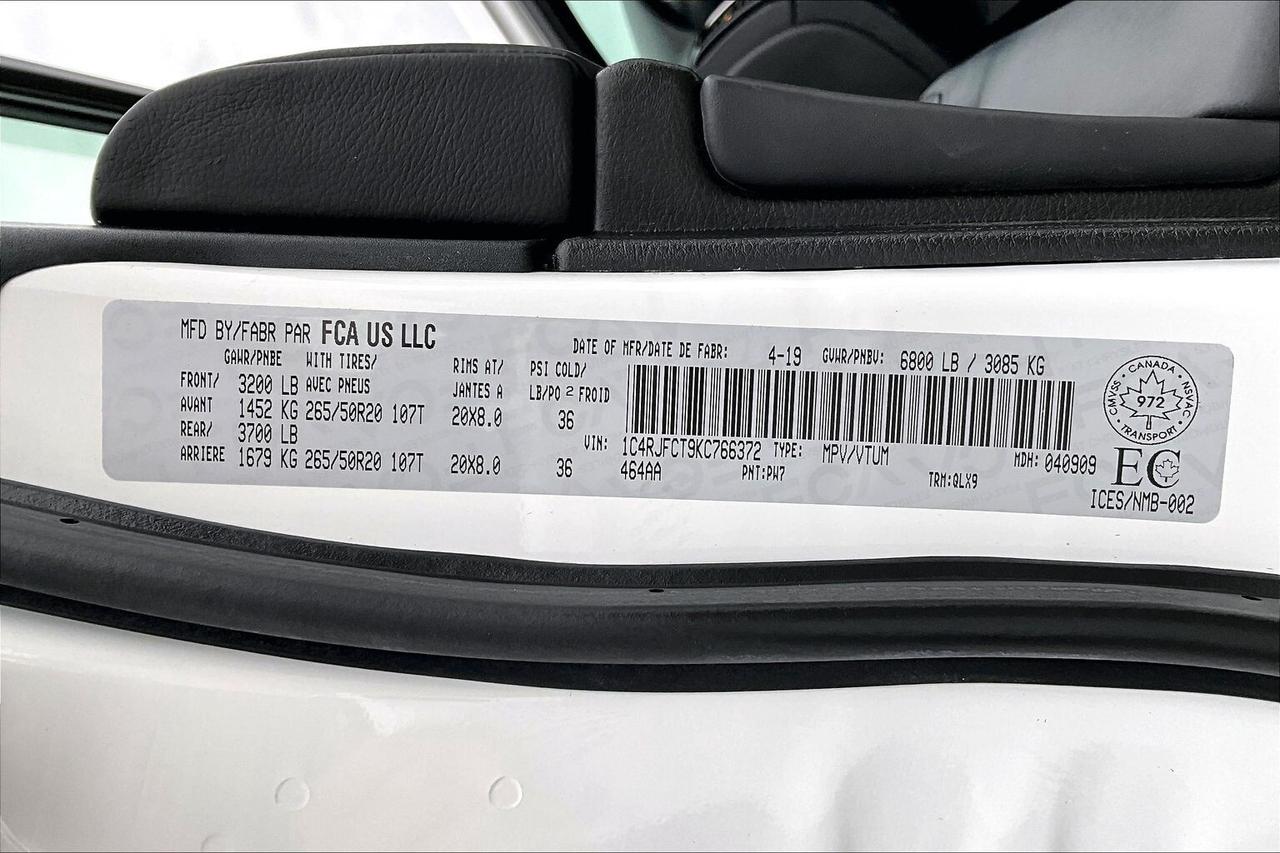 MFD BY/FABR PAR FCA US LLC
DATE OF MFR/DATE DE FABR: 4-19 GVWR/PNBV: 6800 LB / 3085 KG
GAWR/PNBE WITH TIRES/ RIMS AT/ PSI COLD/
FRONT/ 3200 LB AVEC PNEUS JANTES A LB/PO 2 FROID
AVANT 1452 KG 265/50R20 107T 20X8.0 36
REAR/ 3700 LB
ARRIERE 1679 KG 265/50R20 107T 20X8.0 36
VIN: 1C4RJFCT9KC766372 TYPE: MPV/VTUM MDH: 040909
464AA PNT:PW7 TRM:QLX9
CANADA
CMVSS 972 NSVAC
TRANSPORT
EC
ICES/NMB-002